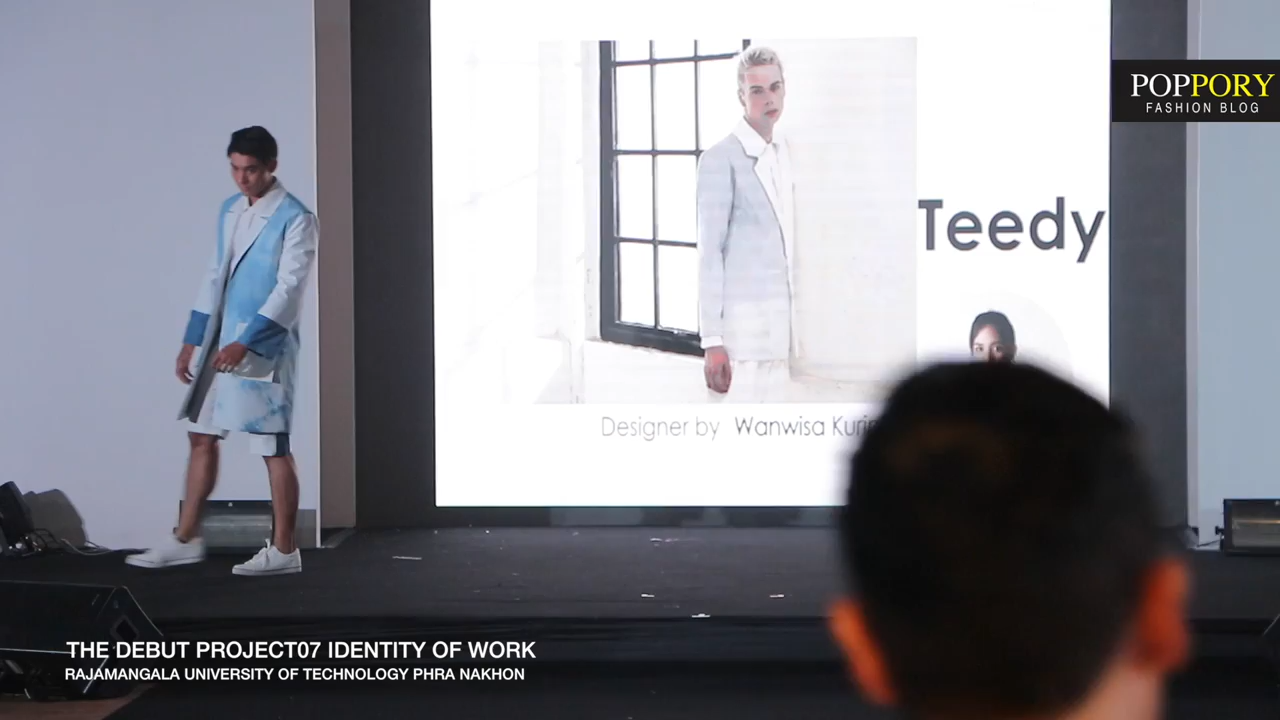 POPPORY
FASHION BLOG
Teedy
Designer by Wanwisa
THE DEBUT PROJECT07 IDENTITY OF WORK
RAJAMANGALA UNIVERSITY OF TECHNOLOGY PHRA NAKHON